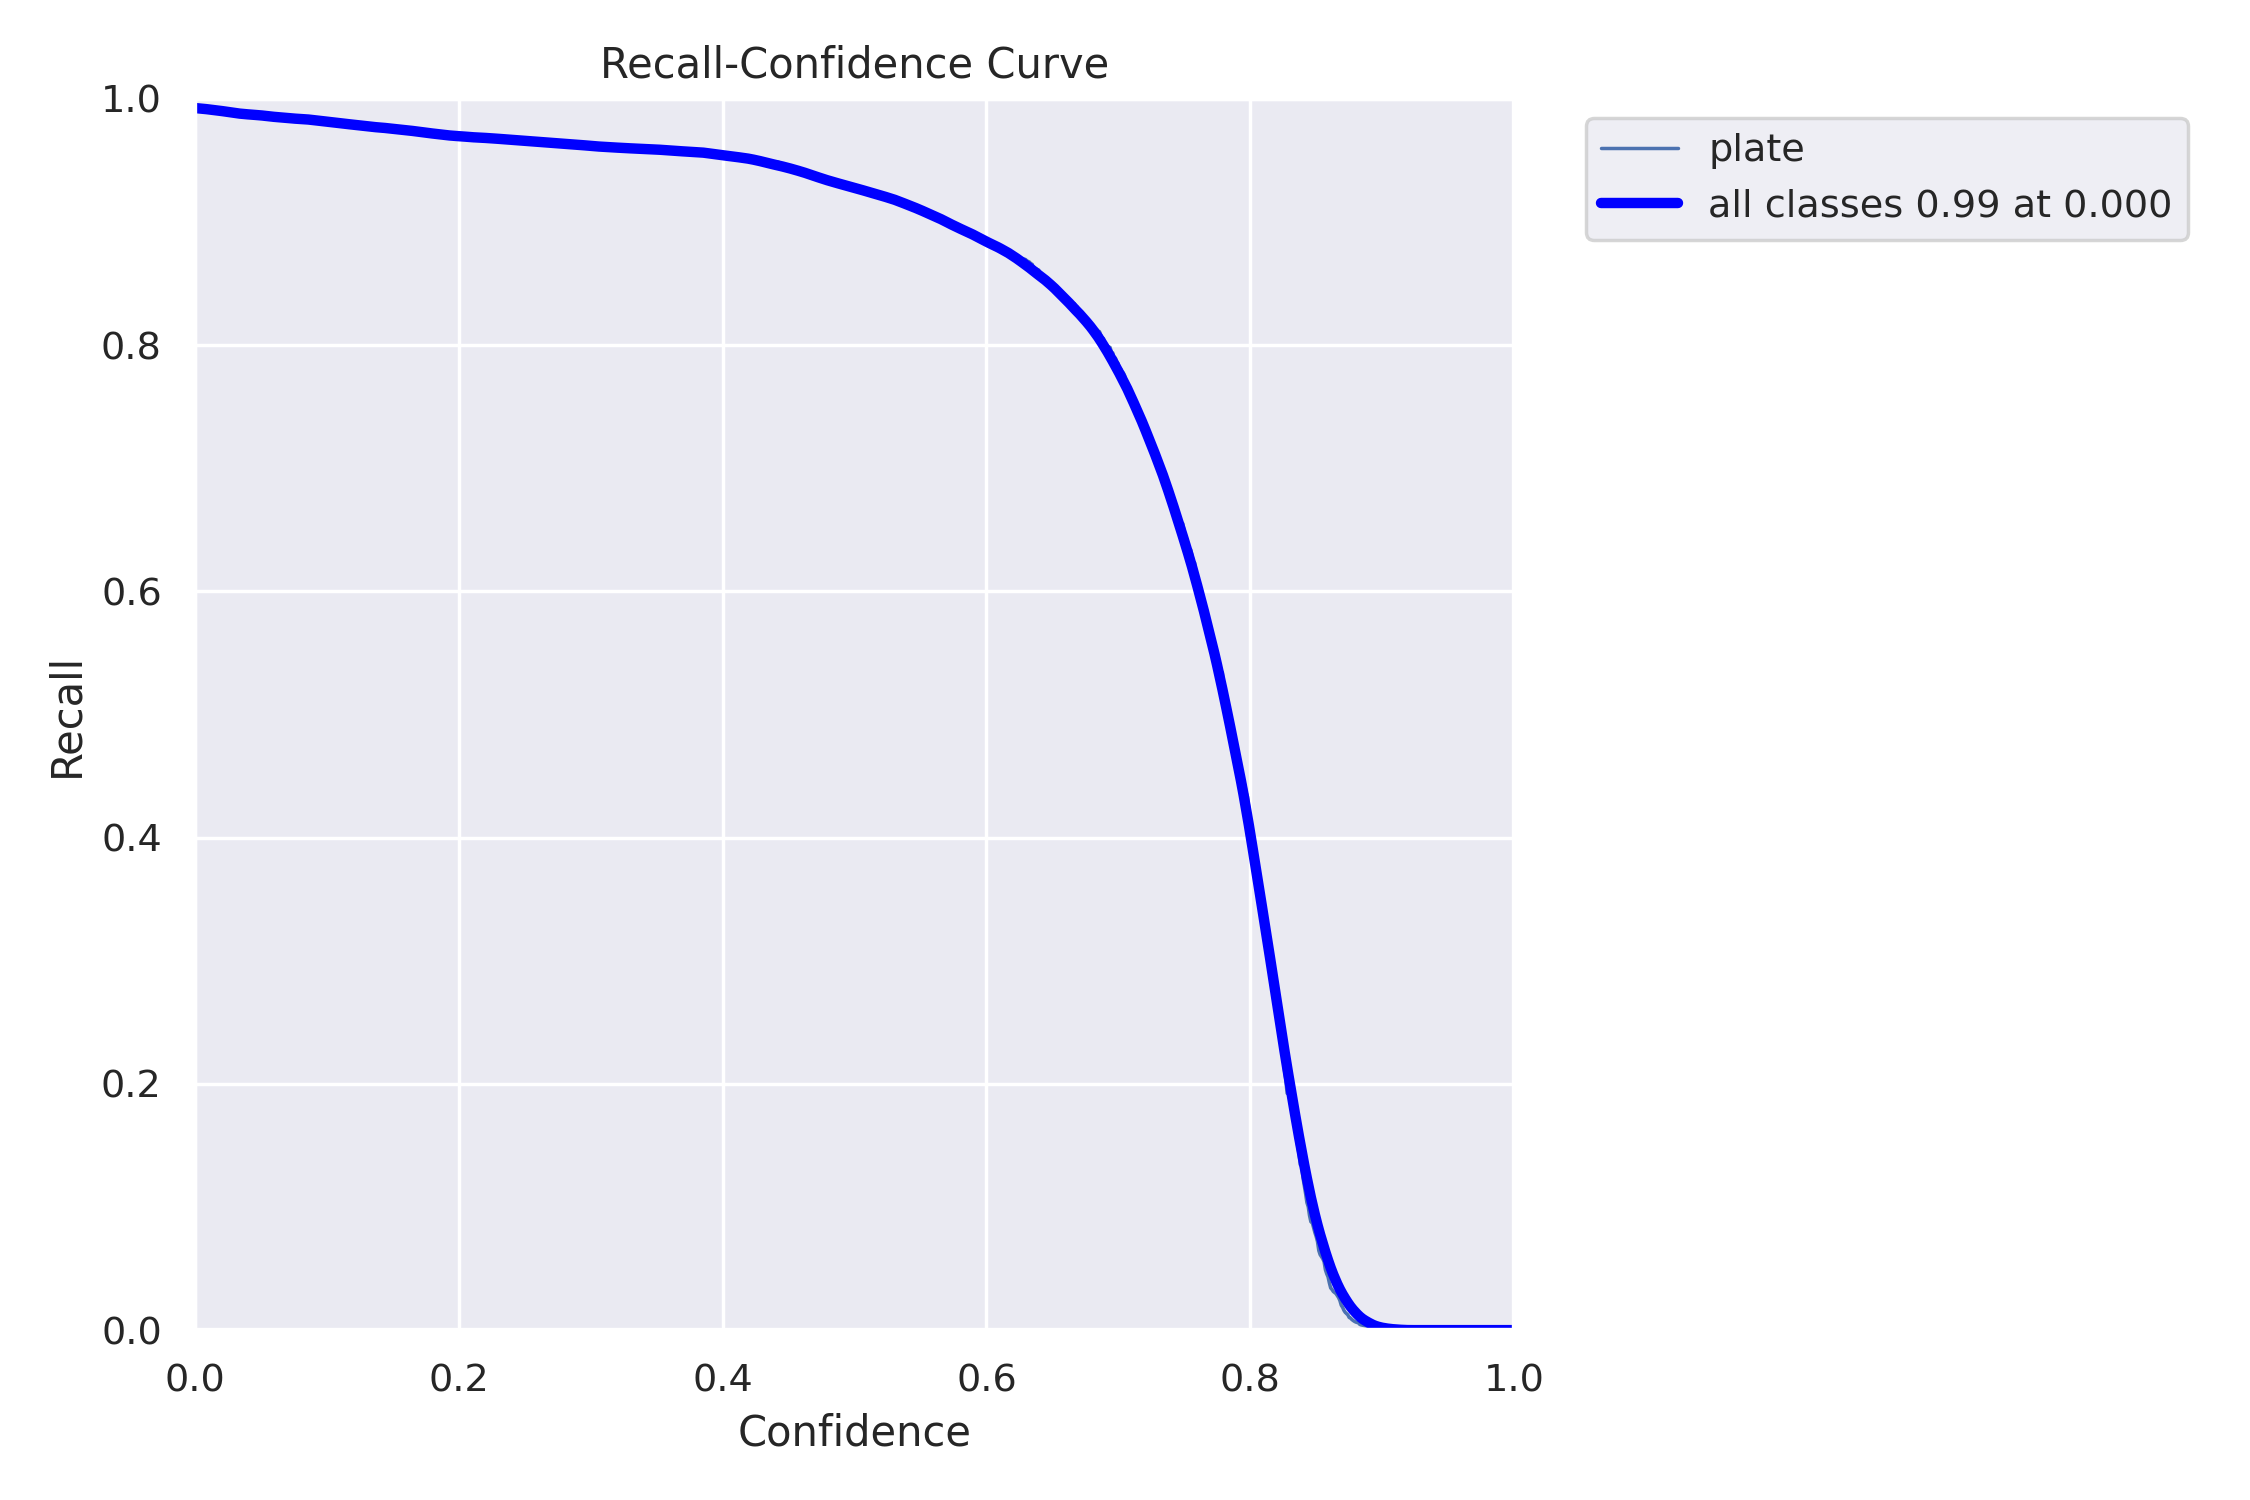 Recall-Confidence Curve
1.0
0.8
0.6
0.4
0.2
0.0
Recall
0.0 0.2 0.4 0.6 0.8 1.0
Confidence
plate
all classes 0.99 at 0.000